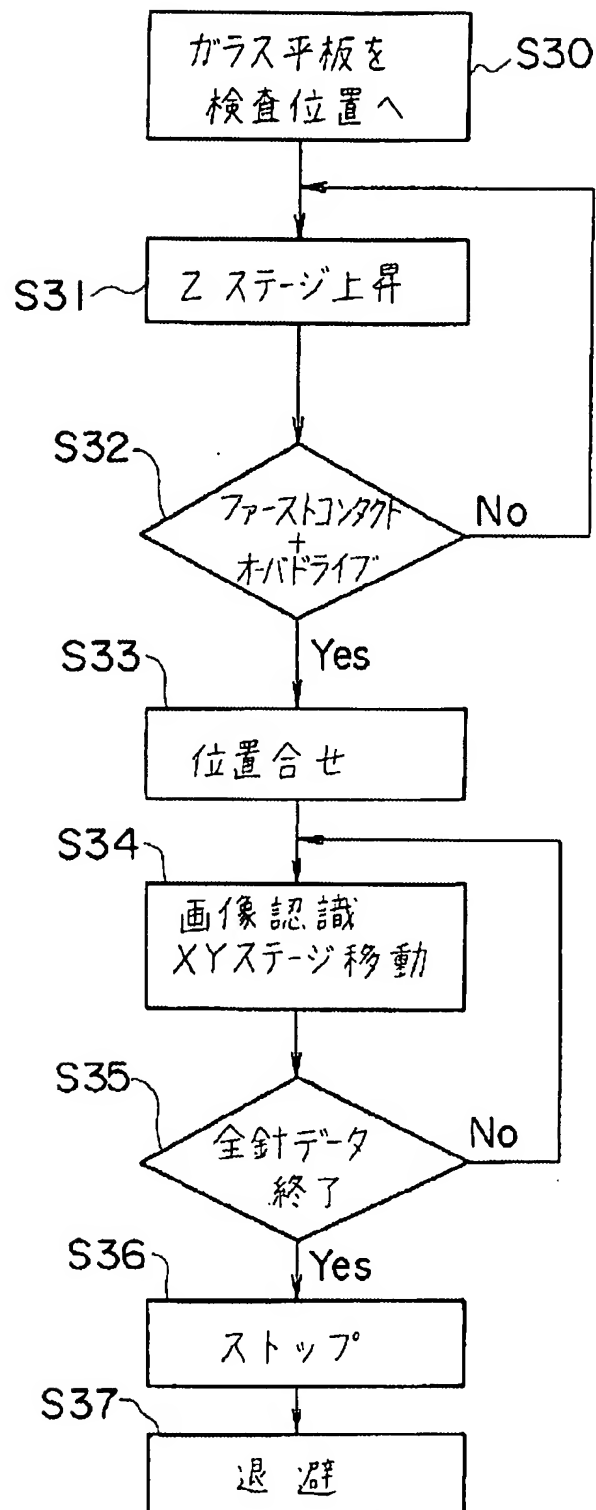 ガラス平板を
検査位置へ
S30
S31
Z ステージ上昇
S32
ファーストコンタクト
+
オーバドライブ
No
Yes
S33
位置合せ
S34
画像認識
XYステージ移動
S35
全針データ
終了
No
Yes
S36
ストップ
S37
退避